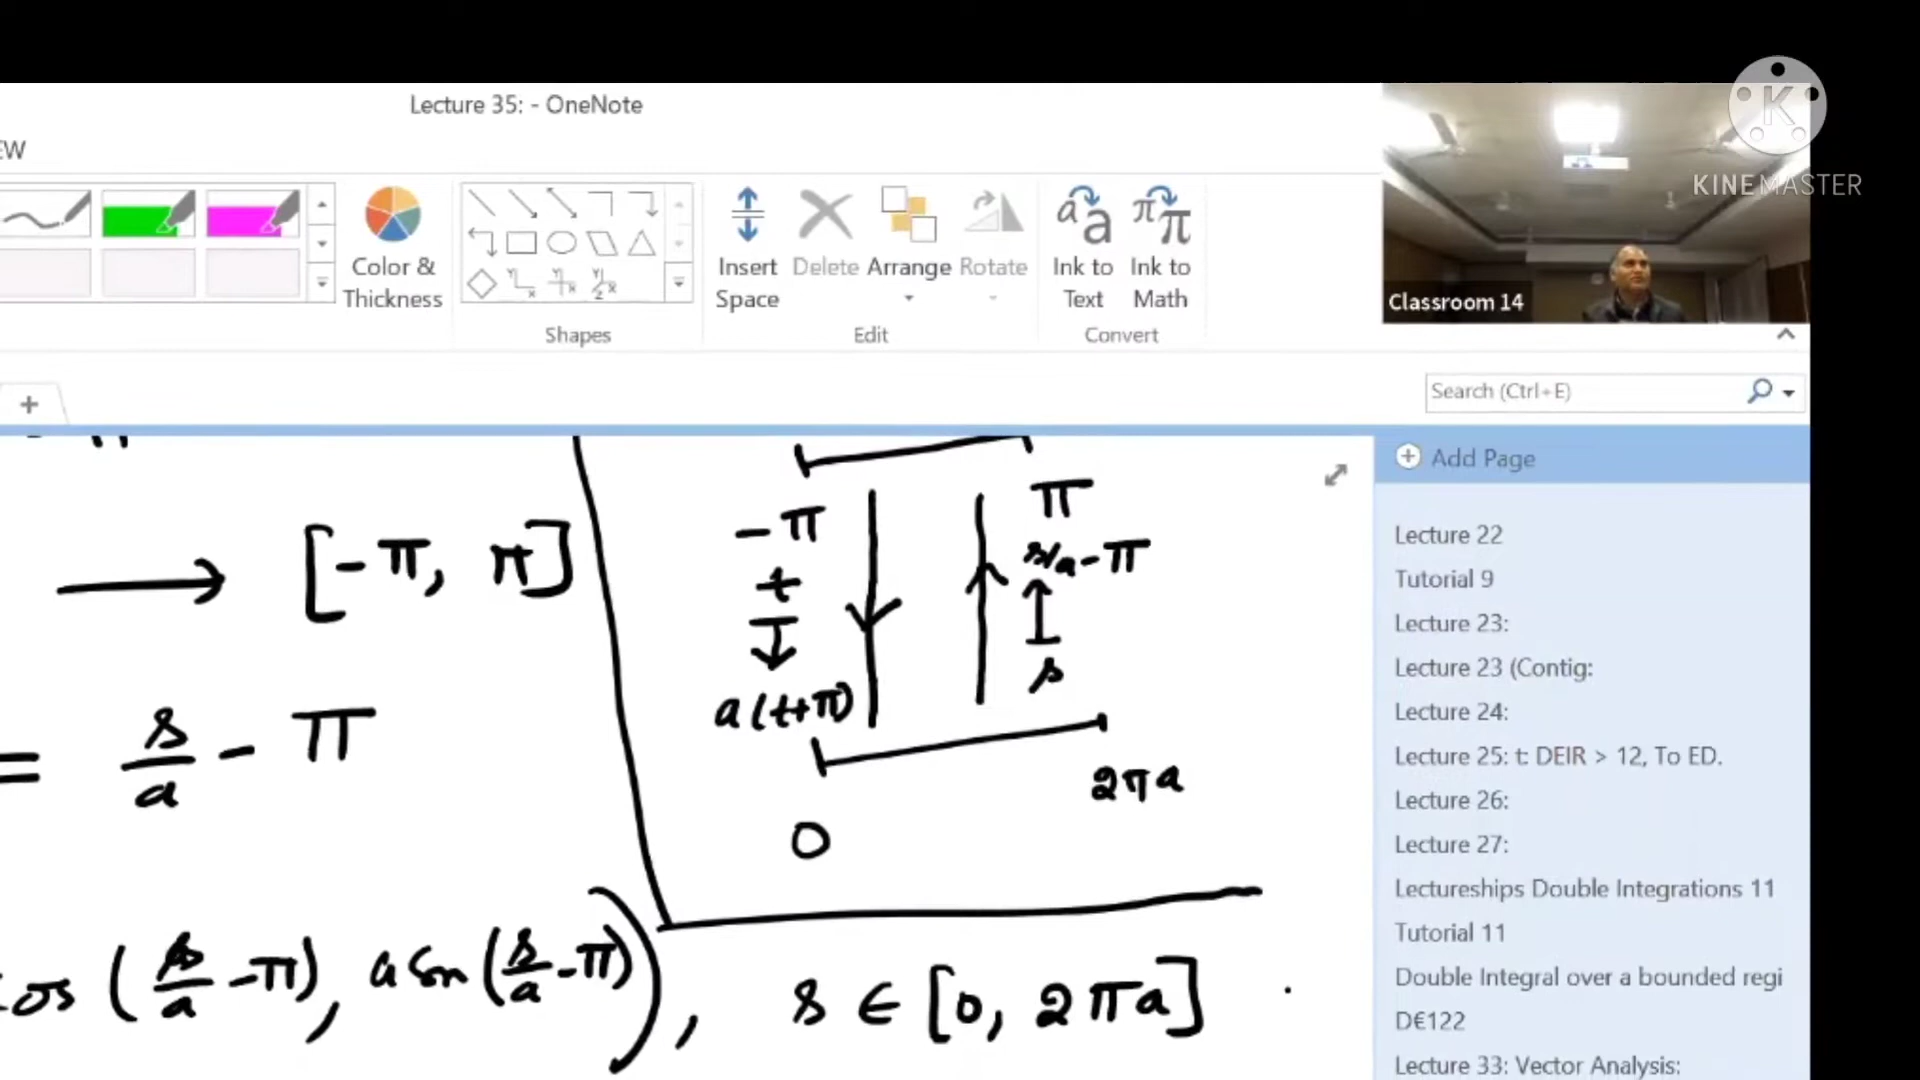 Lecture 35: - OneNote
K
KINEMASTER
EW
Color & Thickness
Shapes
Insert Space
Delete
Arrange
Rotate
Edit
Ink to Text
Ink to Math
Convert
Classroom 14
+
Search (Ctrl+E)
Add Page
Lecture 22
Tutorial 9
Lecture 23:
Lecture 23 (Contig:
Lecture 24:
Lecture 25: t: DEIR > 12, To ED.
Lecture 26:
Lecture 27:
Lectureships Double Integrations 11
Tutorial 11
Double Integral over a bounded regi
D€122
Lecture 33: Vector Analysis:
→ [-π, π]
= s/a - π
-π
t
a(t+π)
π
s/a-π
s
0
2πa
cos (s/a -π), a sin (s/a -π)), s ∈ [0, 2πa]